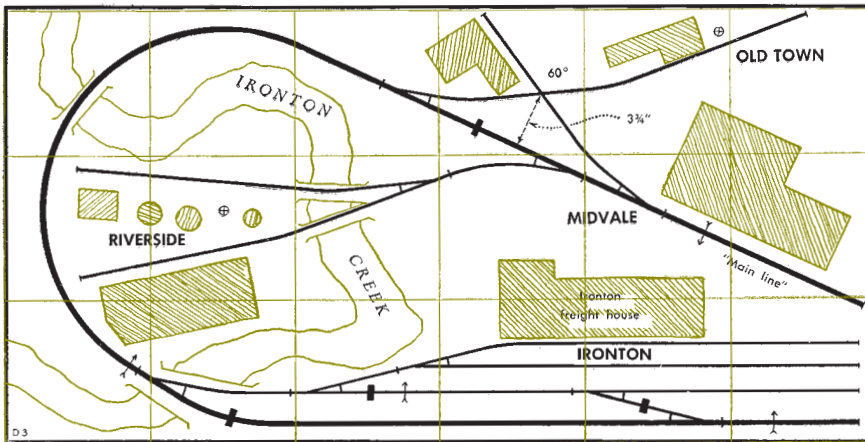 OLD TOWN
60°
IRONTON
3¾"
MIDVALE
RIVERSIDE
"Main line"
CREEK
Ironton
freight house
IRONTON
D3